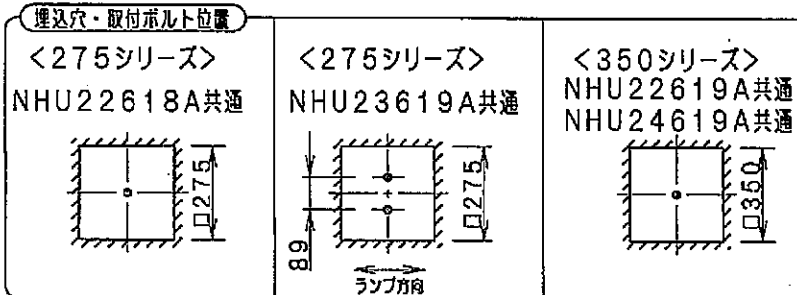 埋込穴・取付ボルト位置
<275シリーズ>
NHU22618A共通
□275
<275シリーズ>
NHU23619A共通
89
□275
ランプ方向
<350シリーズ>
NHU22619A共通
NHU24619A共通
□350